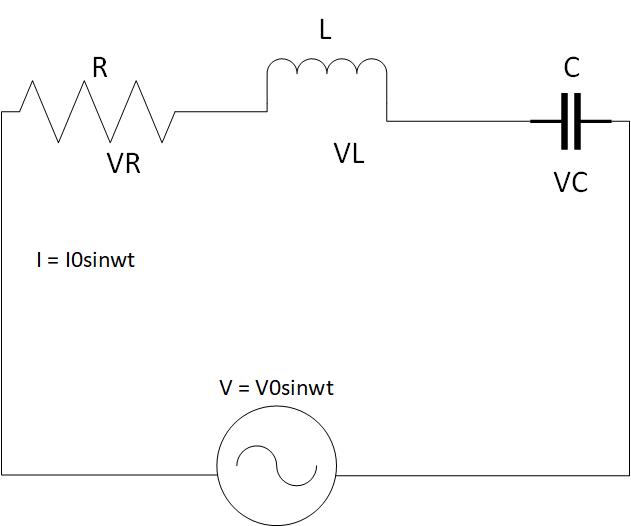 L
R
C
VR
VL
VC
I = I0sinwt
V = V0sinwt